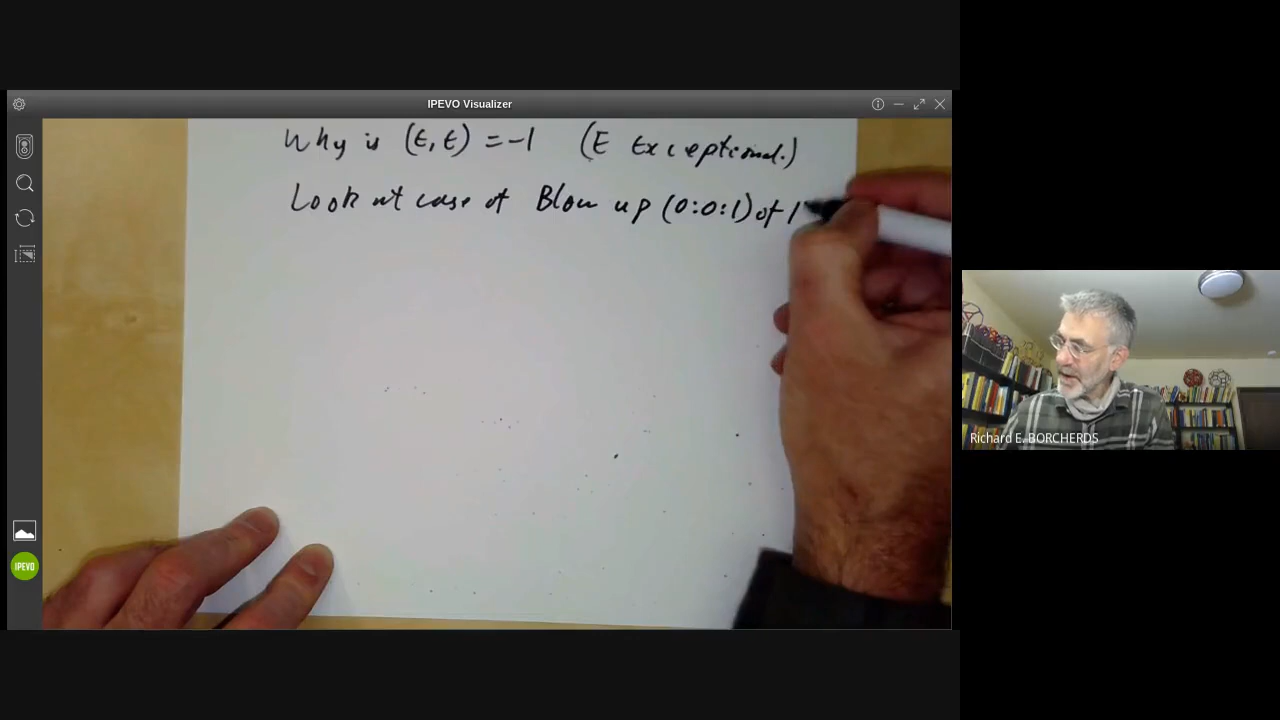 IPEVO Visualizer
Why is (E, E) = -1 (E Exceptional.)
Look at case of Blow up (0:0:1) of
Richard E. BORCHERDS
IPEVO